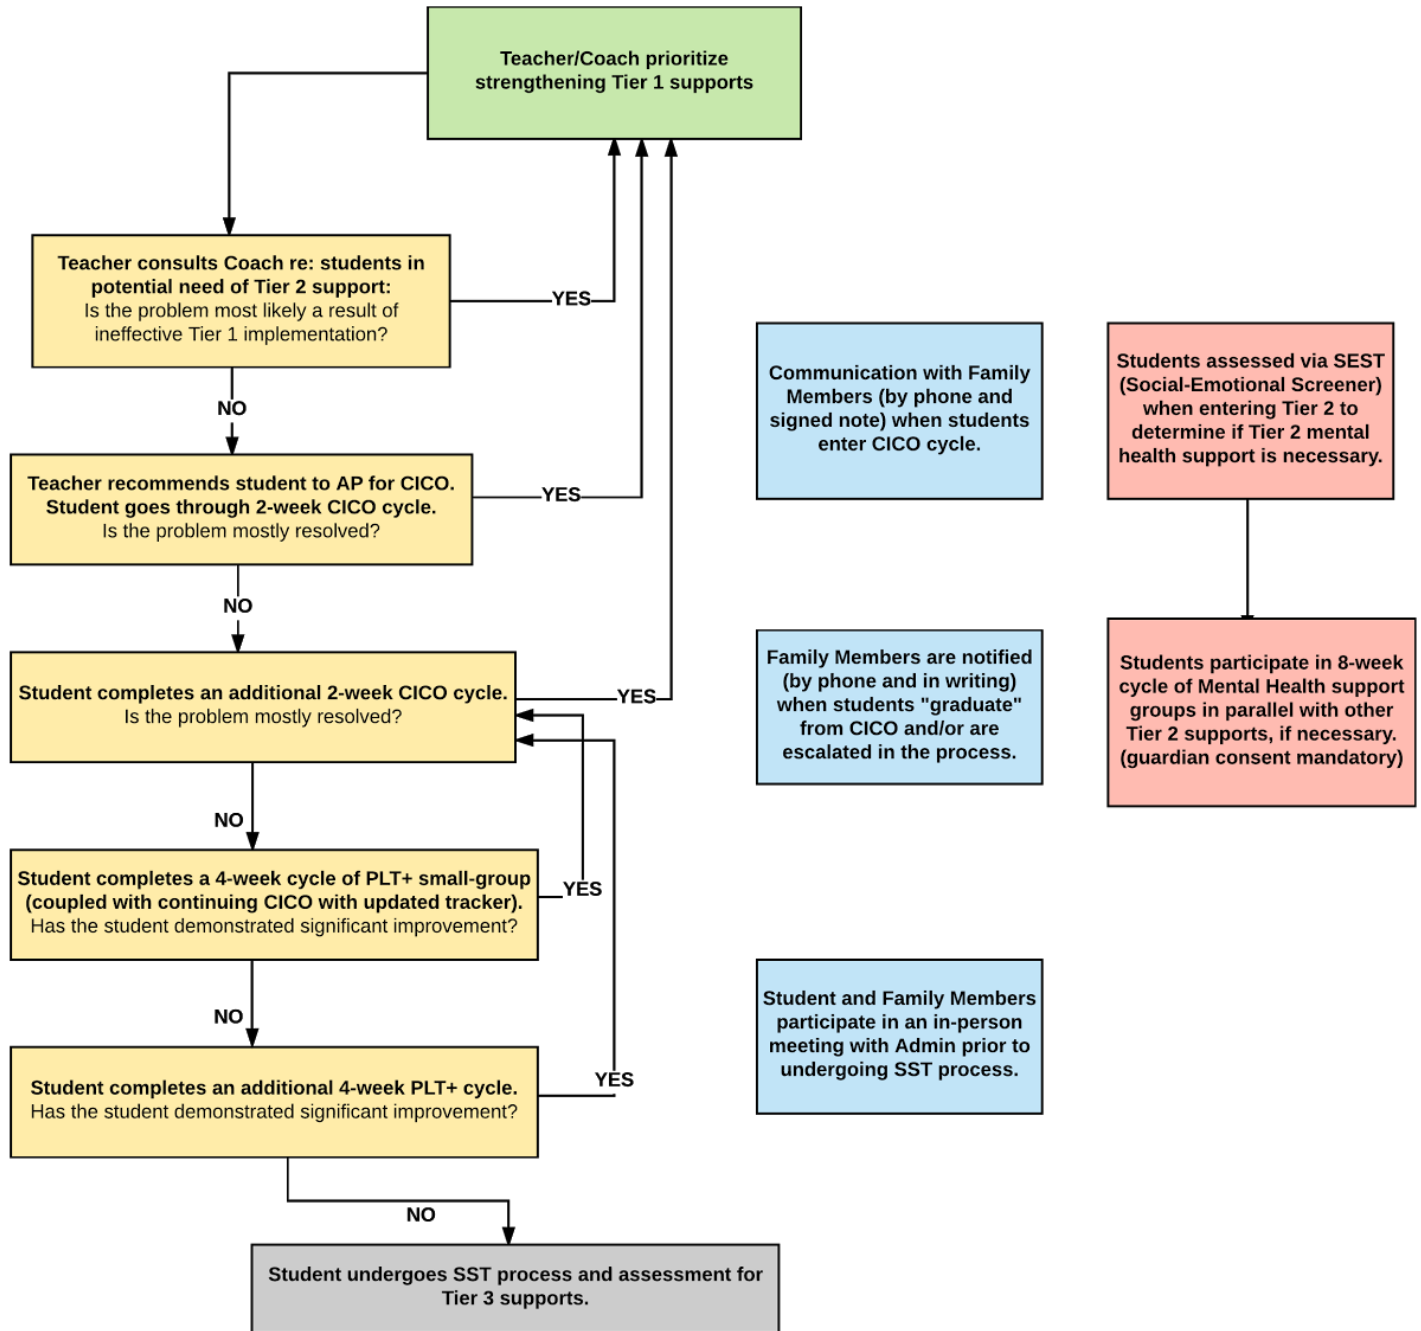 Teacher/Coach prioritize
strengthening Tier 1 supports
Teacher consults Coach re: students in
potential need of Tier 2 support:
Is the problem most likely a result of
ineffective Tier 1 implementation?
YES
NO
Teacher recommends student to AP for CICO.
Student goes through 2-week CICO cycle.
Is the problem mostly resolved?
YES
NO
Student completes an additional 2-week CICO cycle.
Is the problem mostly resolved?
YES
NO
Student completes a 4-week cycle of PLT+ small-group
(coupled with continuing CICO with updated tracker).
Has the student demonstrated significant improvement?
YES
NO
Student completes an additional 4-week PLT+ cycle.
Has the student demonstrated significant improvement?
YES
NO
Student undergoes SST process and assessment for
Tier 3 supports.
Communication with Family
Members (by phone and
signed note) when students
enter CICO cycle.
Family Members are notified
(by phone and in writing)
when students "graduate"
from CICO and/or are
escalated in the process.
Student and Family Members
participate in an in-person
meeting with Admin prior to
undergoing SST process.
Students assessed via SEST
(Social-Emotional Screener)
when entering Tier 2 to
determine if Tier 2 mental
health support is necessary.
Students participate in 8-week
cycle of Mental Health support
groups in parallel with other
Tier 2 supports, if necessary.
(guardian consent mandatory)